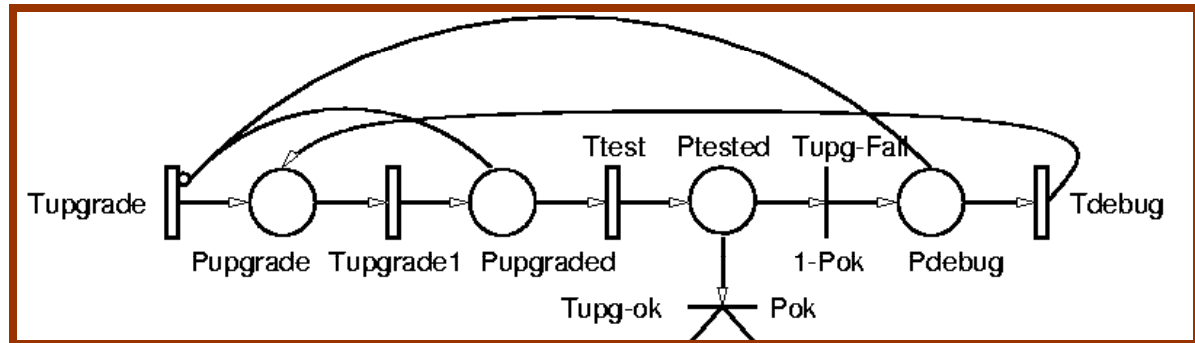 Ttest Ptested Tupg-Fail
Tupgrade Tdebug
Pupgrade Tupgrade1 Pupgraded 1-Pok Pdebug
Tupg-ok Pok